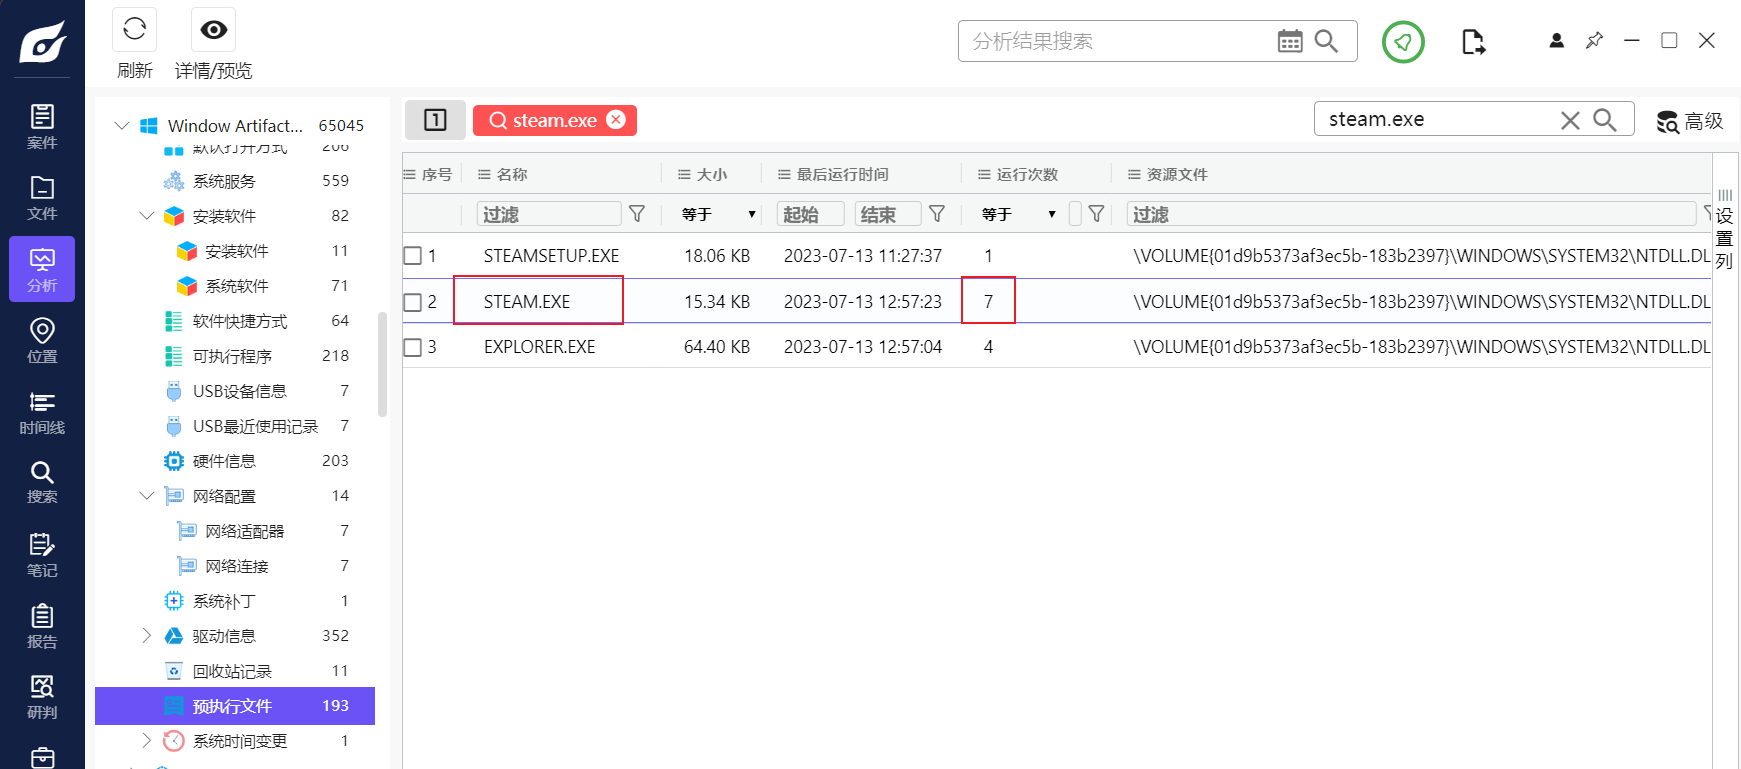 刷新
详情/预览
分析结果搜索
案件
文件
分析
位置
时间线
搜索
笔记
报告
研判
Window Artifact... 65045
默认打开方式 206
系统服务 559
安装软件 82
安装软件 11
系统软件 71
软件快捷方式 64
可执行程序 218
USB设备信息 7
USB最近使用记录 7
硬件信息 203
网络配置 14
网络适配器 7
网络连接 7
系统补丁 1
驱动信息 352
回收站记录 11
预执行文件 193
系统时间变更 1
1 steam.exe
steam.exe 高级
序号 名称 大小 最后运行时间 运行次数 资源文件
过滤 等于 起始 结束 等于 过滤
1 STEAMSETUP.EXE 18.06 KB 2023-07-13 11:27:37 1 \VOLUME{01d9b5373af3ec5b-183b2397}\WINDOWS\SYSTEM32\NTDLL.DL
2 STEAM.EXE 15.34 KB 2023-07-13 12:57:23 7 \VOLUME{01d9b5373af3ec5b-183b2397}\WINDOWS\SYSTEM32\NTDLL.DL
3 EXPLORER.EXE 64.40 KB 2023-07-13 12:57:04 4 \VOLUME{01d9b5373af3ec5b-183b2397}\WINDOWS\SYSTEM32\NTDLL.DL
设置列